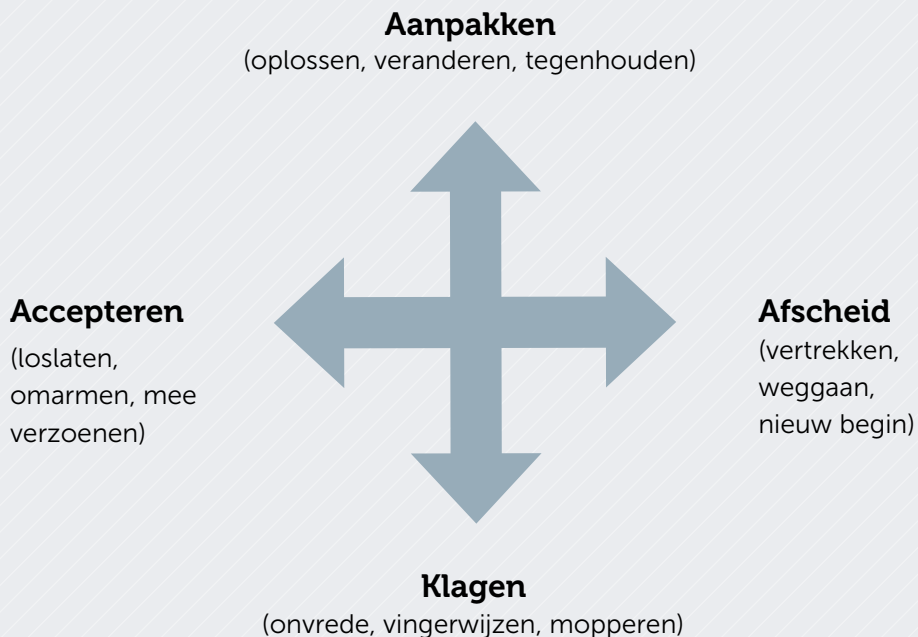 Aanpakken
(oplossen, veranderen, tegenhouden)
Accepteren
(loslaten,
omarmen, mee
verzoenen)
Afscheid
(vertrekken,
weggaan,
nieuw begin)
Klagen
(onvrede, vingerwijzen, mopperen)